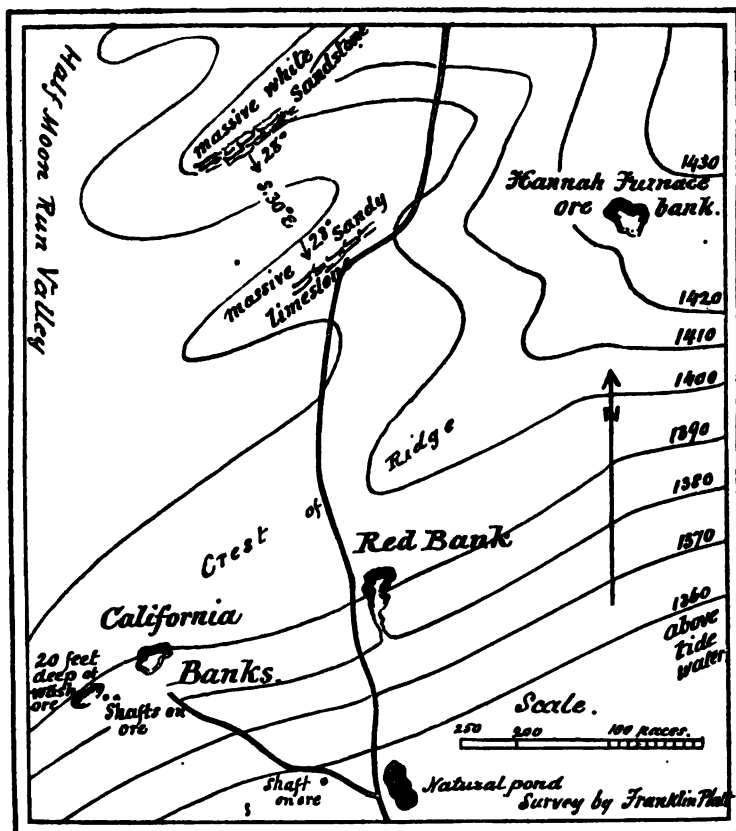 Half Moon Run Valley
massive white
sandstone
28°
S.30°E
28°
massive sandy
limestone
Hannah Furnace
ore bank.
1430
1420
1410
1400
1390
1380
1370
1360
above
tide
water
N
Crest of Ridge
Red Bank
California
Banks.
20 feet
deep of
wash
ore
Shafts on
ore
Shaft
on ore
Natural pond
Scale.
250 200 100 paces.
Survey by Franklin Platt